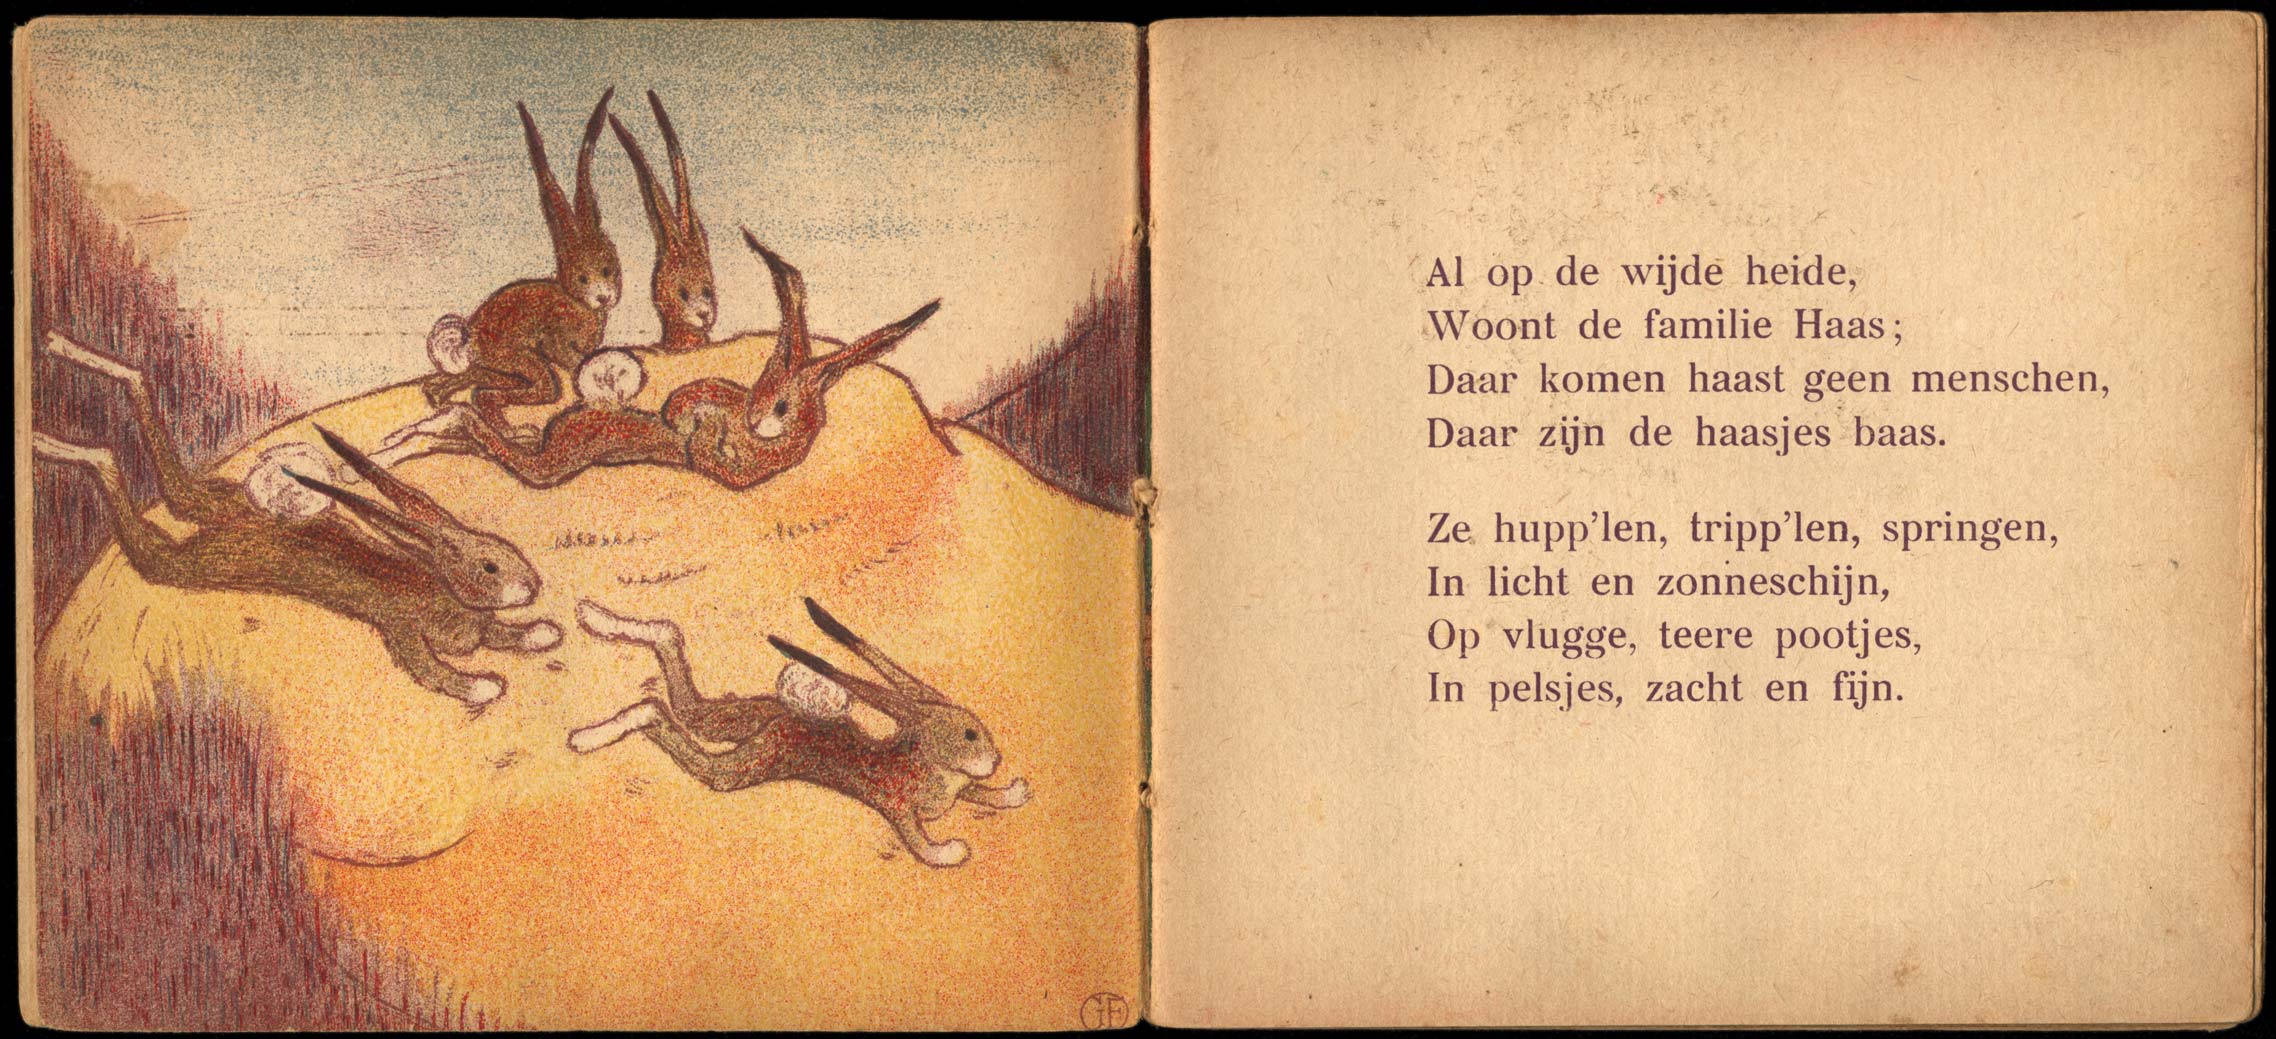 Al op de wijde heide,
Woont de familie Haas;
Daar komen haast geen menschen,
Daar zijn de haasjes baas.
Ze hupp’len, tripp’len, springen,
In licht en zonneschijn,
Op vlugge, teere pootjes,
In pelsjes, zacht en fijn.
GF